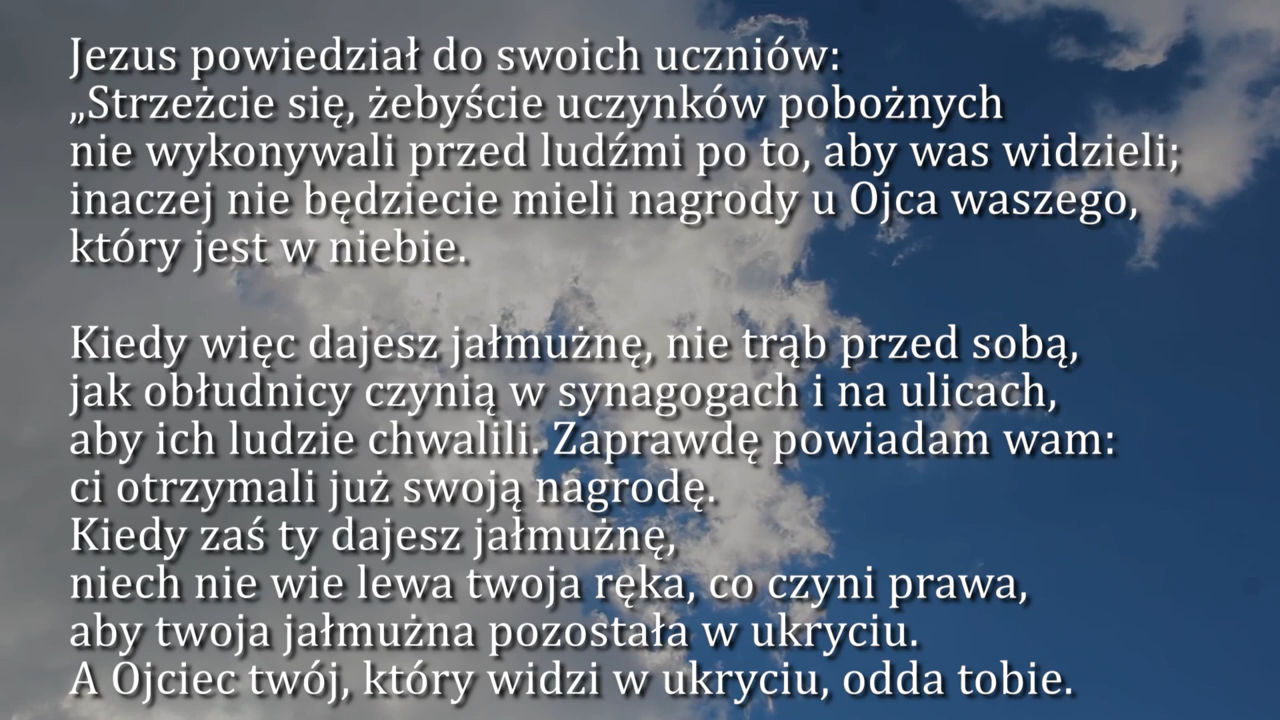 Jezus powiedział do swoich uczniów:
„Strzeżcie się, żebyście uczynków pobożnych
nie wykonywali przed ludźmi po to, aby was widzieli;
inaczej nie będziecie mieli nagrody u Ojca waszego,
który jest w niebie.
Kiedy więc dajesz jałmużnę, nie trąb przed sobą,
jak obłudnicy czynią w synagogach i na ulicach,
aby ich ludzie chwalili. Zaprawdę powiadam wam:
ci otrzymali już swoją nagrodę.
Kiedy zaś ty dajesz jałmużnę,
niech nie wie lewa twoja ręka, co czyni prawa,
aby twoja jałmużna pozostała w ukryciu.
A Ojciec twój, który widzi w ukryciu, odda tobie.